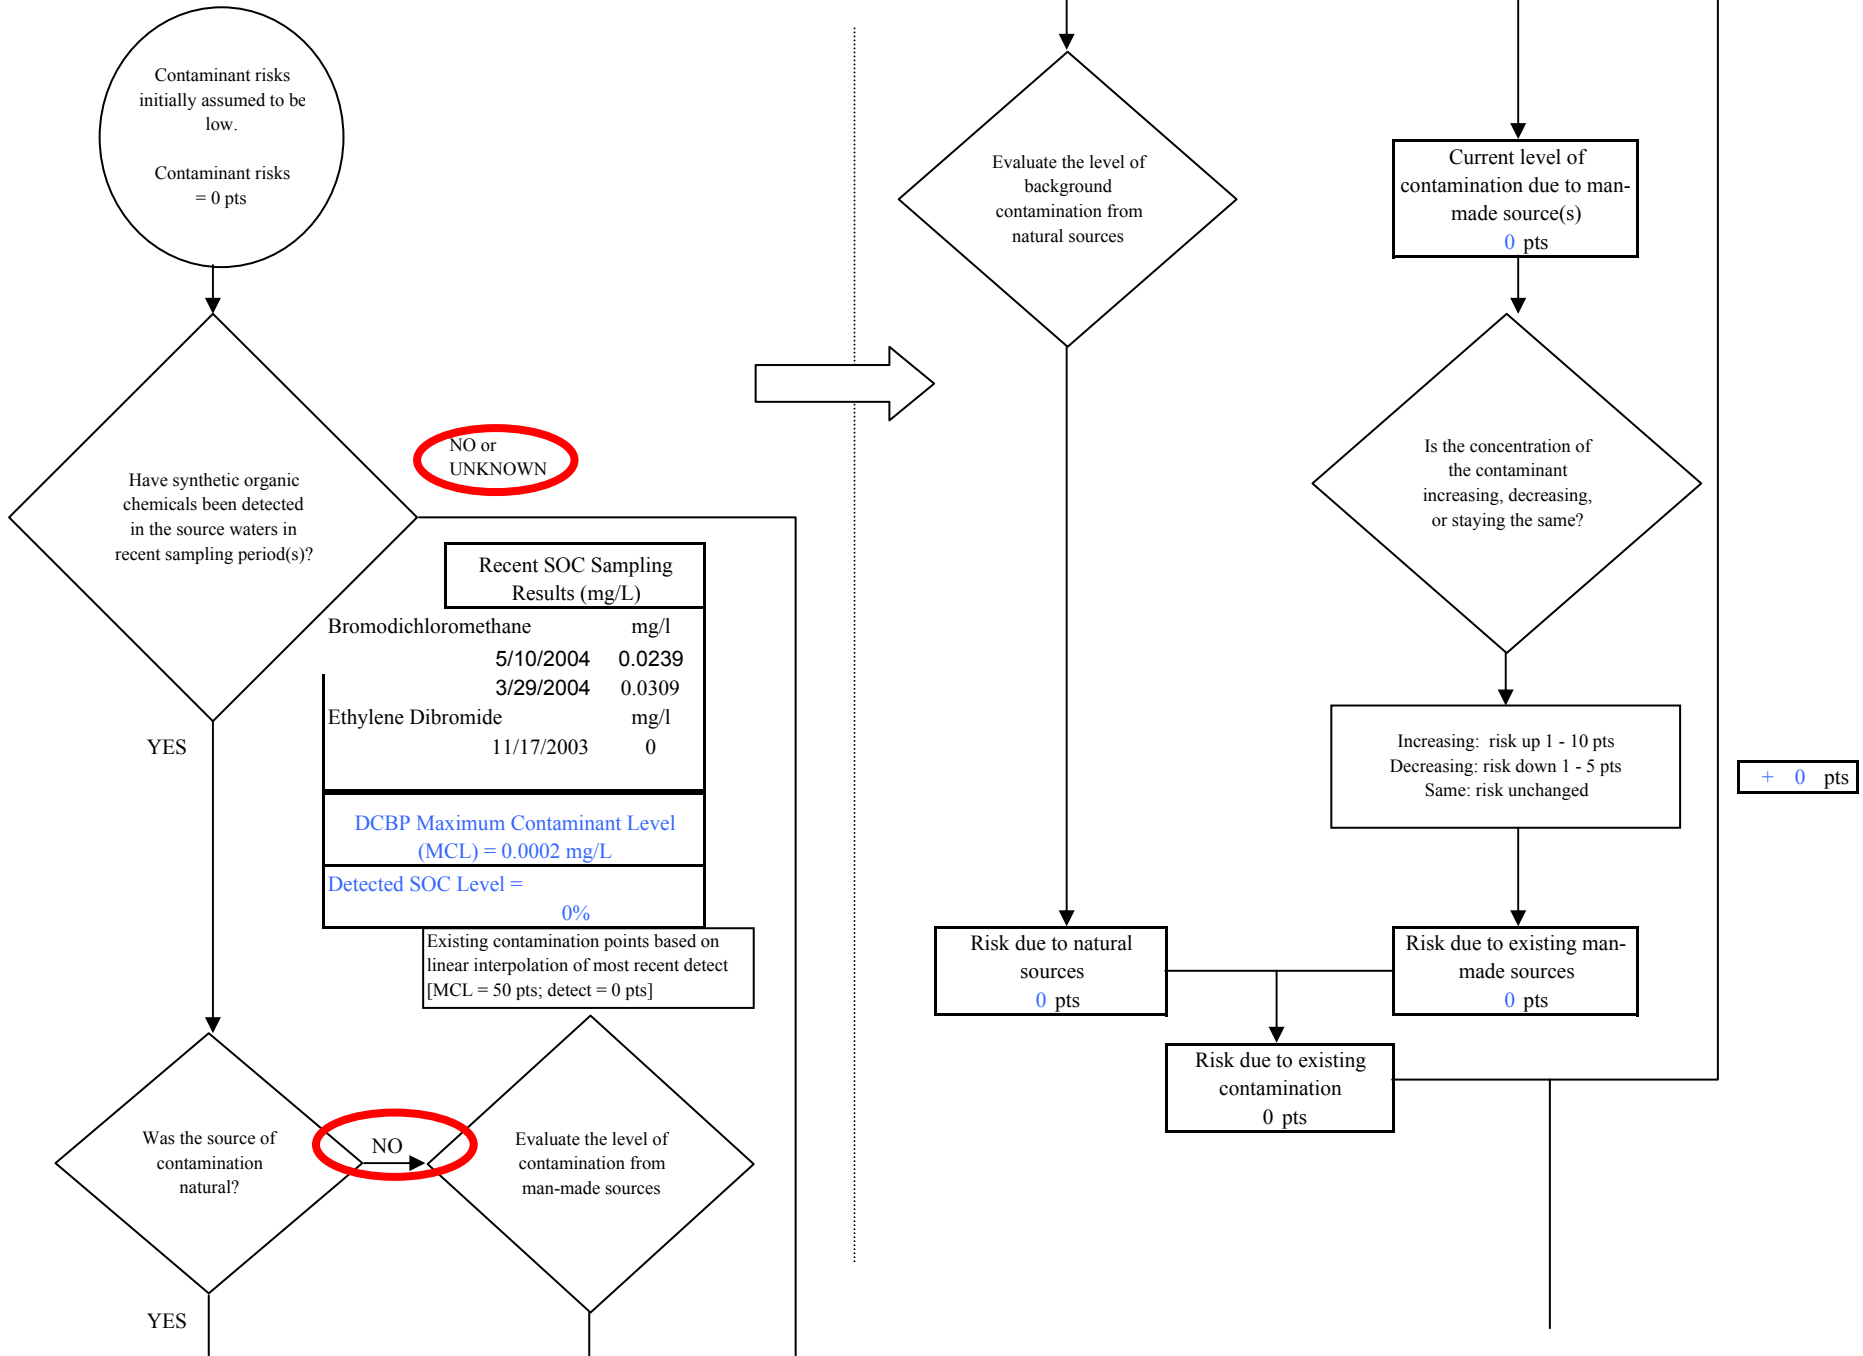 Contaminant risks
initially assumed to be
low.
Contaminant risks
= 0 pts
Have synthetic organic
chemicals been detected
in the source waters in
recent sampling period(s)?
NO or
UNKNOWN
YES
Recent SOC Sampling
Results (mg/L)
Bromodichloromethane mg/l
5/10/2004 0.0239
3/29/2004 0.0309
Ethylene Dibromide mg/l
11/17/2003 0
DCBP Maximum Contaminant Level
(MCL) = 0.0002 mg/L
Detected SOC Level =
0%
Existing contamination points based on
linear interpolation of most recent detect
[MCL = 50 pts; detect = 0 pts]
Was the source of
contamination
natural?
NO
Evaluate the level of
contamination from
man-made sources
YES
Evaluate the level of
background
contamination from
natural sources
Current level of
contamination due to man-
made source(s)
0 pts
Is the concentration of
the contaminant
increasing, decreasing,
or staying the same?
Increasing: risk up 1 - 10 pts
Decreasing: risk down 1 - 5 pts
Same: risk unchanged
+ 0 pts
Risk due to natural
sources
0 pts
Risk due to existing man-
made sources
0 pts
Risk due to existing
contamination
0 pts